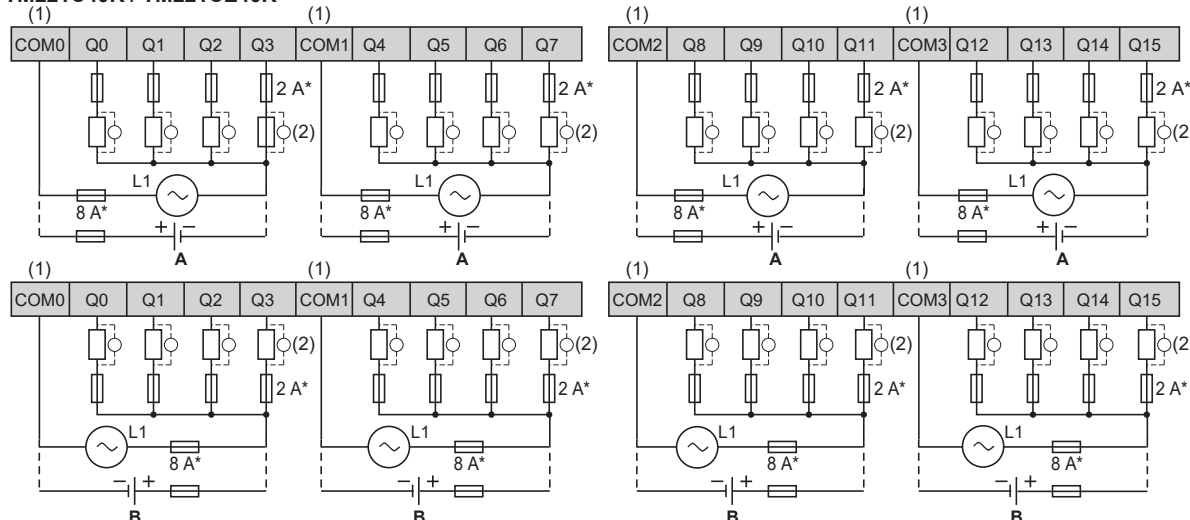 (1) (1) (1) (1)
COM0 Q0 Q1 Q2 Q3 COM1 Q4 Q5 Q6 Q7 COM2 Q8 Q9 Q10 Q11 COM3 Q12 Q13 Q14 Q15
2 A* 2 A* 2 A* 2 A*
(2) (2) (2) (2
L1 L1 L1 L1
8 A* 8 A* 8 A* 8 A*
+ − + − + − + −
A A A A
(1) (1) (1) (1)
COM0 Q0 Q1 Q2 Q3 COM1 Q4 Q5 Q6 Q7 COM2 Q8 Q9 Q10 Q11 COM3 Q12 Q13 Q14 Q15
(2) (2) (2) (2
2 A* 2 A* 2 A* 2 A*
L1 L1 L1 L1
8 A* 8 A* 8 A* 8 A*
− + − + − + − +
B B B B